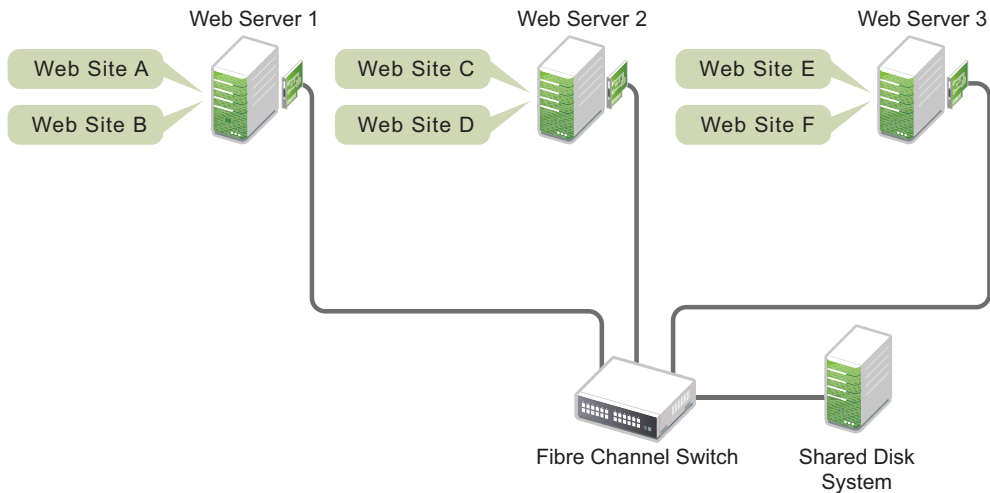 Web Server 1
Web Server 2
Web Server 3
Web Site A
Web Site B
Web Site C
Web Site D
Web Site E
Web Site F
Fibre Channel Switch
Shared Disk
System